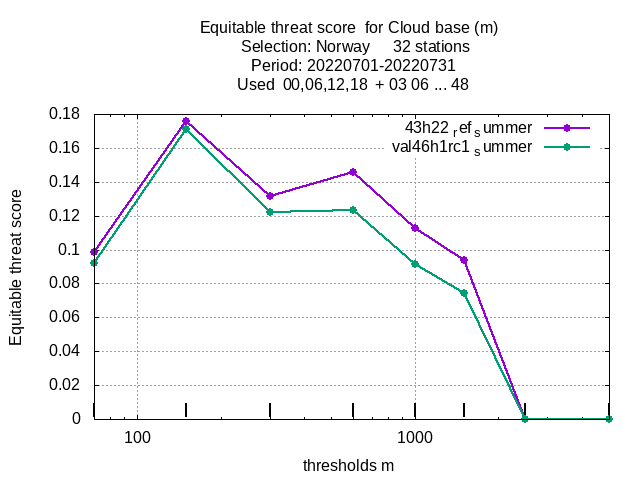 Equitable threat score  for Cloud base (m)
Selection: Norway     32 stations
Period: 20220701-20220731
Used  00,06,12,18  + 03 06 ... 48
0.18
0.16
0.14
0.12
0.1
0.08
0.06
0.04
0.02
0
Equitable threat score
43h22 ref summer
val46h1rc1 summer
100
1000
thresholds m